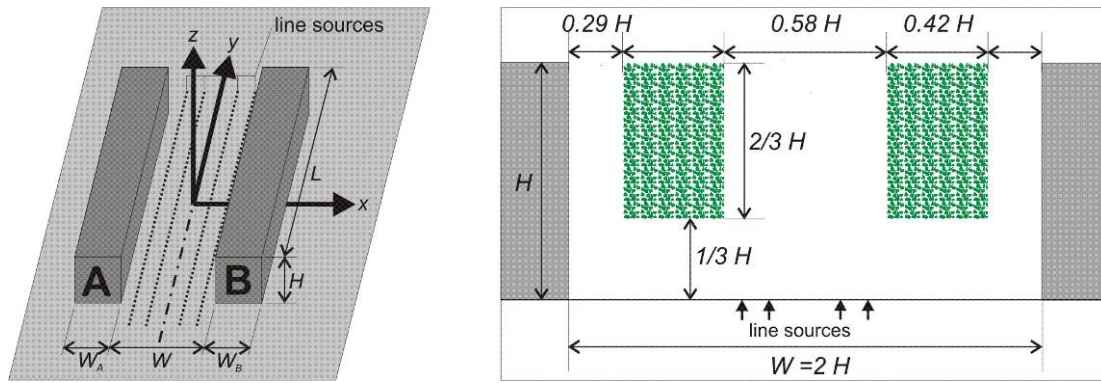 line sources
z
y
L
x
A
B
H
W_A
W
W_B
0.29 H
0.58 H
0.42 H
H
2/3 H
1/3 H
line sources
W =2 H